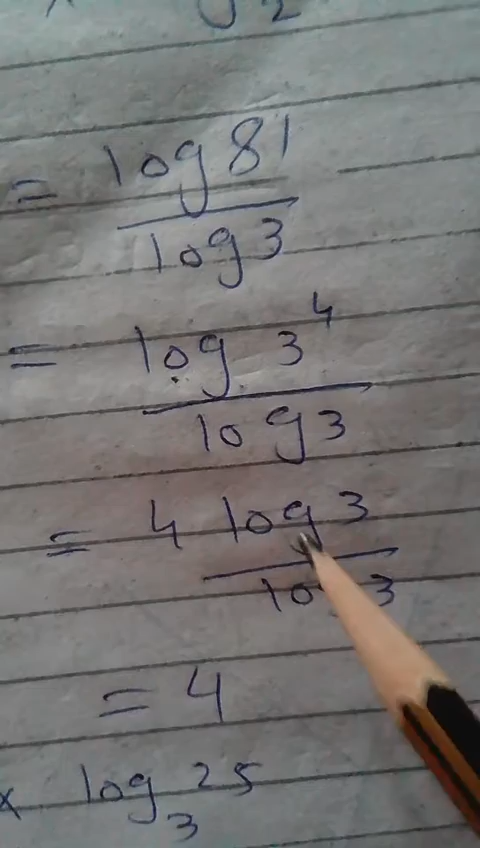 = log 81
log 3
= log 3⁴
log 3
= 4 log 3
log 3
= 4
× log₃ 25